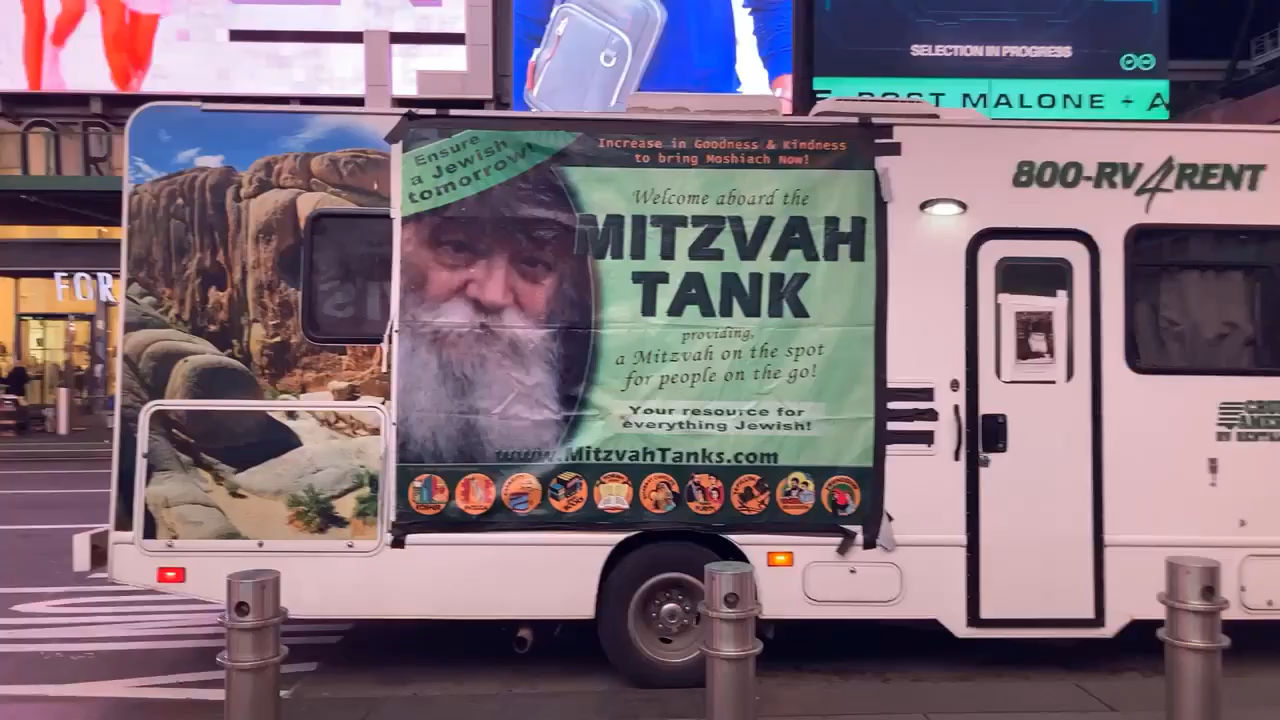 SELECTION IN PROGRESS
POST MALONE + A
FOR
Ensure
a Jewish
tomorrow!
Increase in Goodness & Kindness
to bring Moshiach Now!
Welcome aboard the
MITZVAH
TANK
providing,
a Mitzvah on the spot
for people on the go!
Your resource for
everything Jewish!
www.MitzvahTanks.com
800-RV4RENT